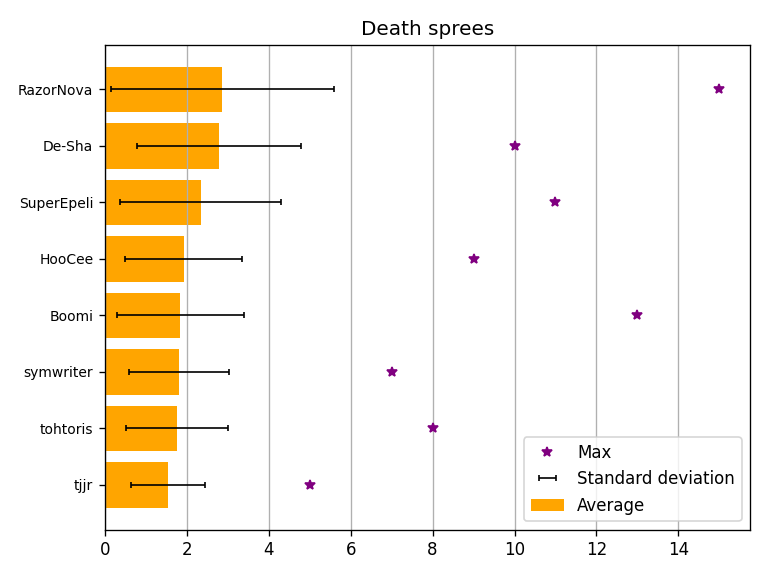 Death sprees
RazorNova
De-Sha
SuperEpeli
HooCee
Boomi
symwriter
tohtoris
tjjr
Max
Standard deviation
Average
0 2 4 6 8 10 12 14